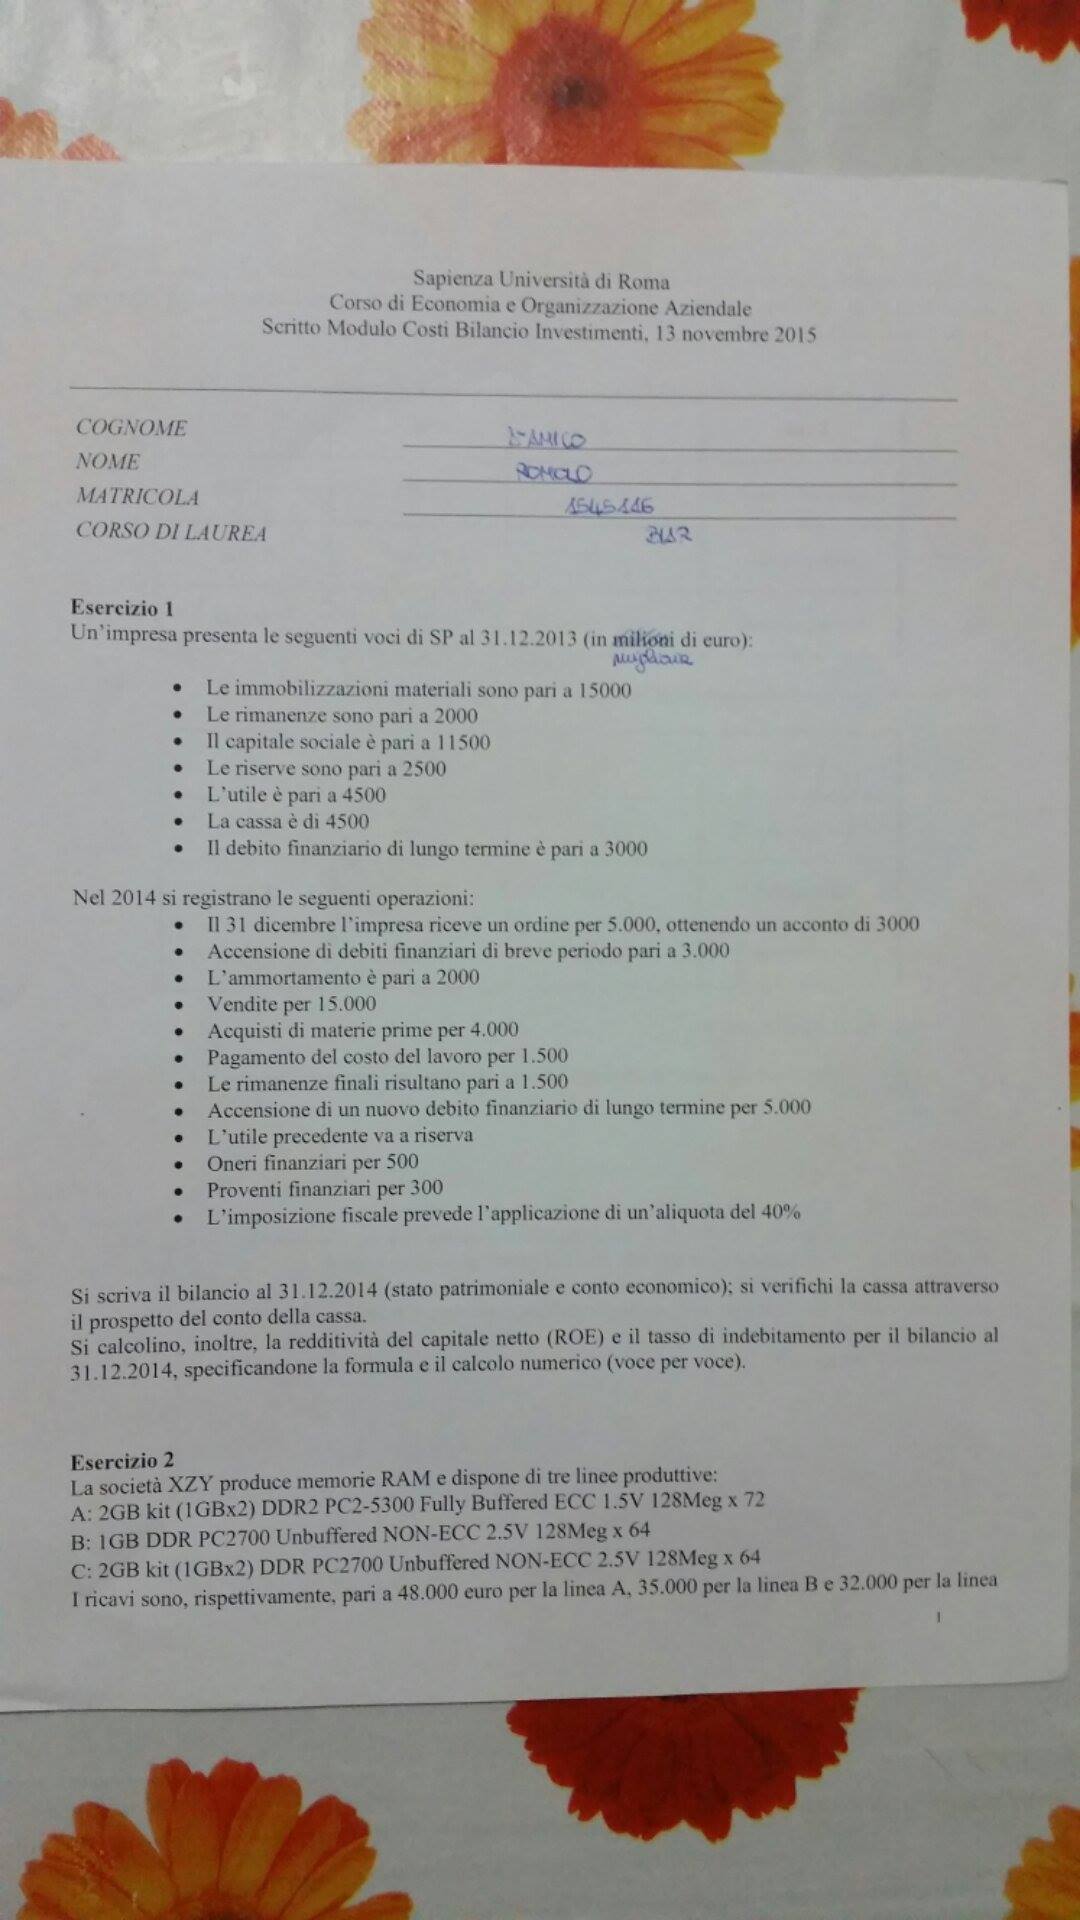 Sapienza Università di Roma
Corso di Economia e Organizzazione Aziendale
Scritto Modulo Costi Bilancio Investimenti, 13 novembre 2015
COGNOME D'AMICO
NOME ROMOLO
MATRICOLA 1545116
CORSO DI LAUREA BIAR
Esercizio 1
Un'impresa presenta le seguenti voci di SP al 31.12.2013 (in milioni di euro):
migliaia
• Le immobilizzazioni materiali sono pari a 15000
• Le rimanenze sono pari a 2000
• Il capitale sociale è pari a 11500
• Le riserve sono pari a 2500
• L'utile è pari a 4500
• La cassa è di 4500
• Il debito finanziario di lungo termine è pari a 3000
Nel 2014 si registrano le seguenti operazioni:
• Il 31 dicembre l'impresa riceve un ordine per 5.000, ottenendo un acconto di 3000
• Accensione di debiti finanziari di breve periodo pari a 3.000
• L'ammortamento è pari a 2000
• Vendite per 15.000
• Acquisti di materie prime per 4.000
• Pagamento del costo del lavoro per 1.500
• Le rimanenze finali risultano pari a 1.500
• Accensione di un nuovo debito finanziario di lungo termine per 5.000
• L'utile precedente va a riserva
• Oneri finanziari per 500
• Proventi finanziari per 300
• L'imposizione fiscale prevede l'applicazione di un'aliquota del 40%
Si scriva il bilancio al 31.12.2014 (stato patrimoniale e conto economico); si verifichi la cassa attraverso
il prospetto del conto della cassa.
Si calcolino, inoltre, la redditività del capitale netto (ROE) e il tasso di indebitamento per il bilancio al
31.12.2014, specificandone la formula e il calcolo numerico (voce per voce).
Esercizio 2
La società XZY produce memorie RAM e dispone di tre linee produttive:
A: 2GB kit (1GBx2) DDR2 PC2-5300 Fully Buffered ECC 1.5V 128Meg x 72
B: 1GB DDR PC2700 Unbuffered NON-ECC 2.5V 128Meg x 64
C: 2GB kit (1GBx2) DDR PC2700 Unbuffered NON-ECC 2.5V 128Meg x 64
I ricavi sono, rispettivamente, pari a 48.000 euro per la linea A, 35.000 per la linea B e 32.000 per la linea
1